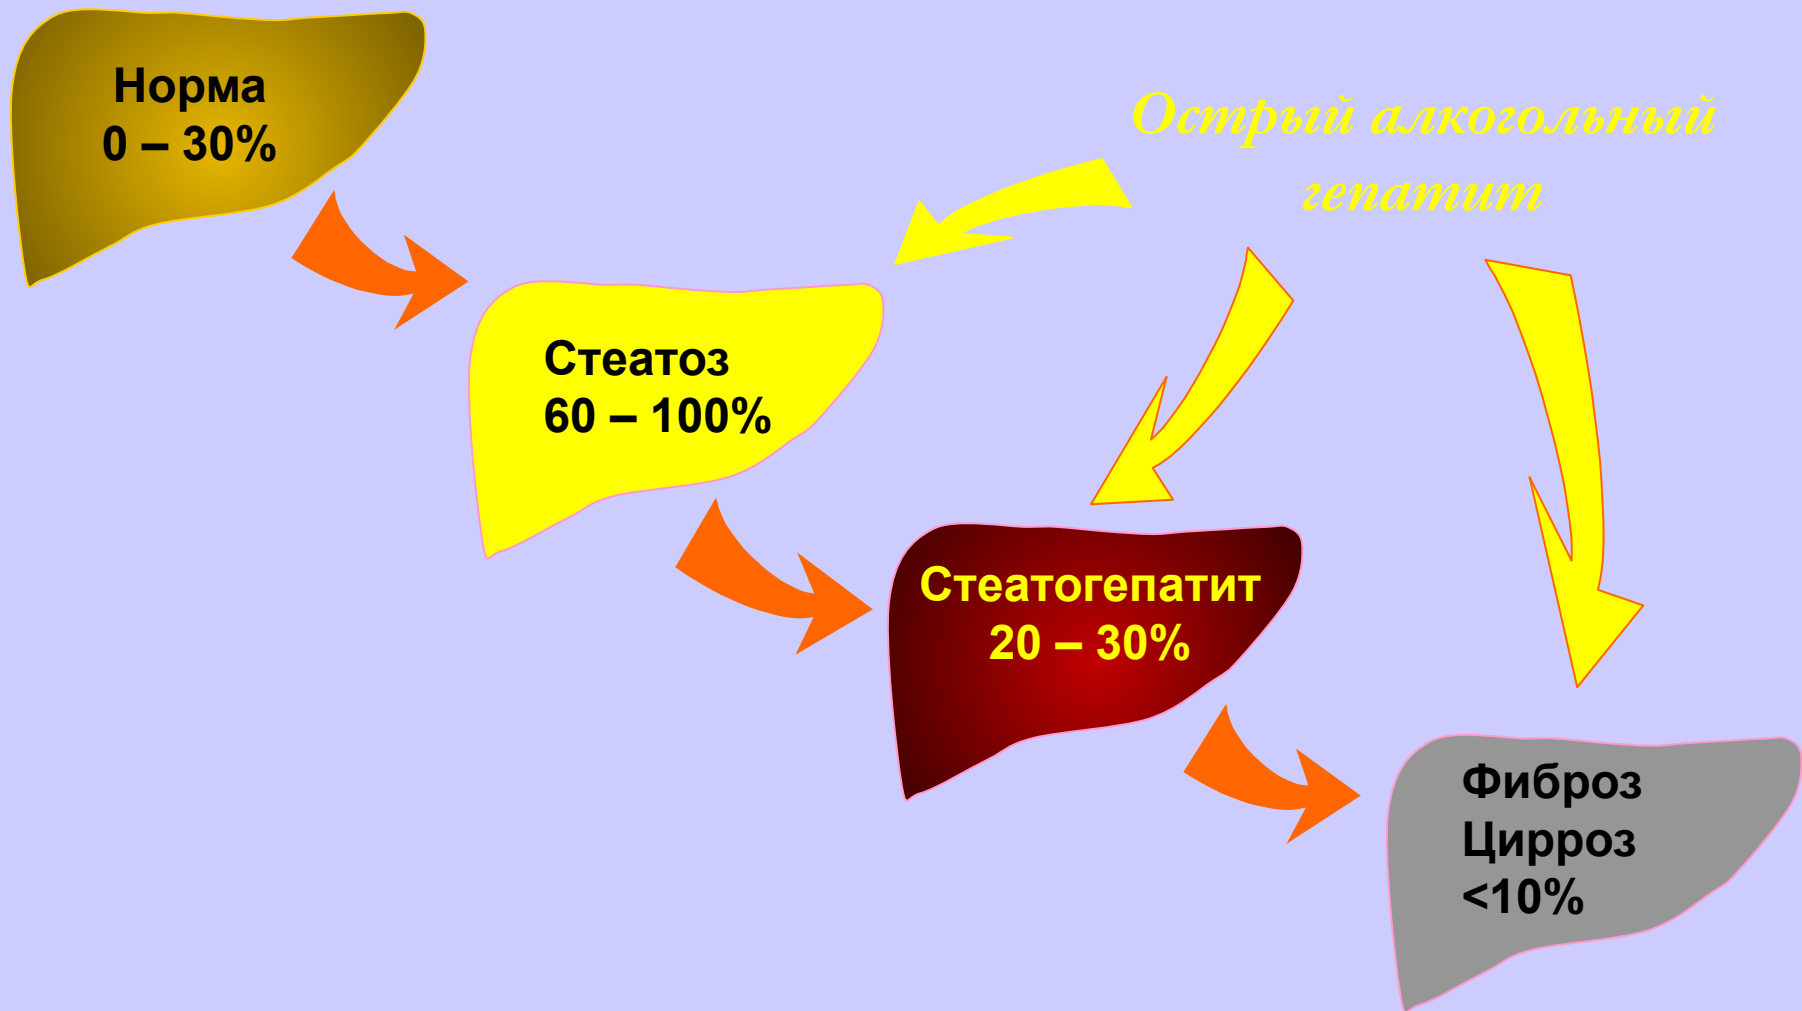 Норма
0 – 30%
Острый алкогольный
гепатит
Стеатоз
60 – 100%
Стеатогепатит
20 – 30%
Фиброз
Цирроз
<10%